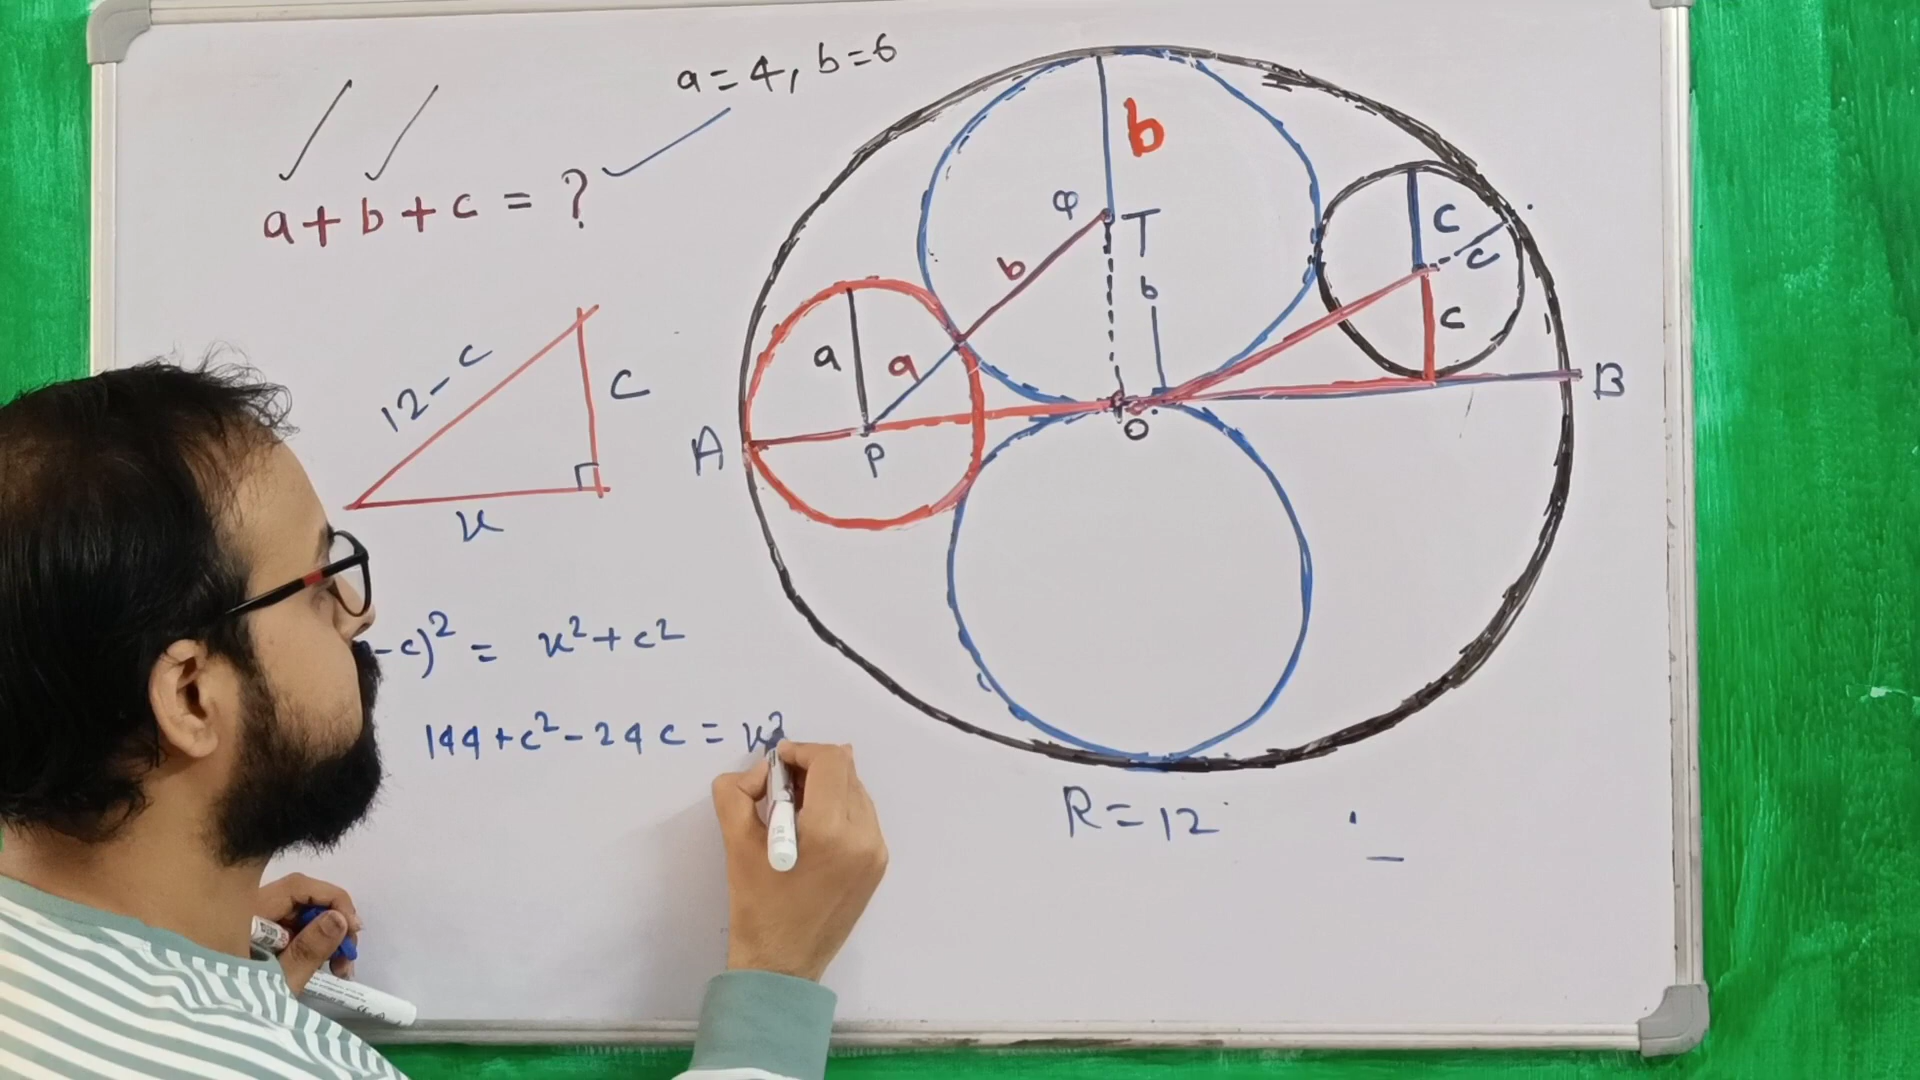 a=4, b=6
a+b+c=?
12-c
c
x
-c)² = x²+c²
144+c²-24c = x²
b
φ
T
b
b
a
a
A
P
O
B
c
c
c
R=12